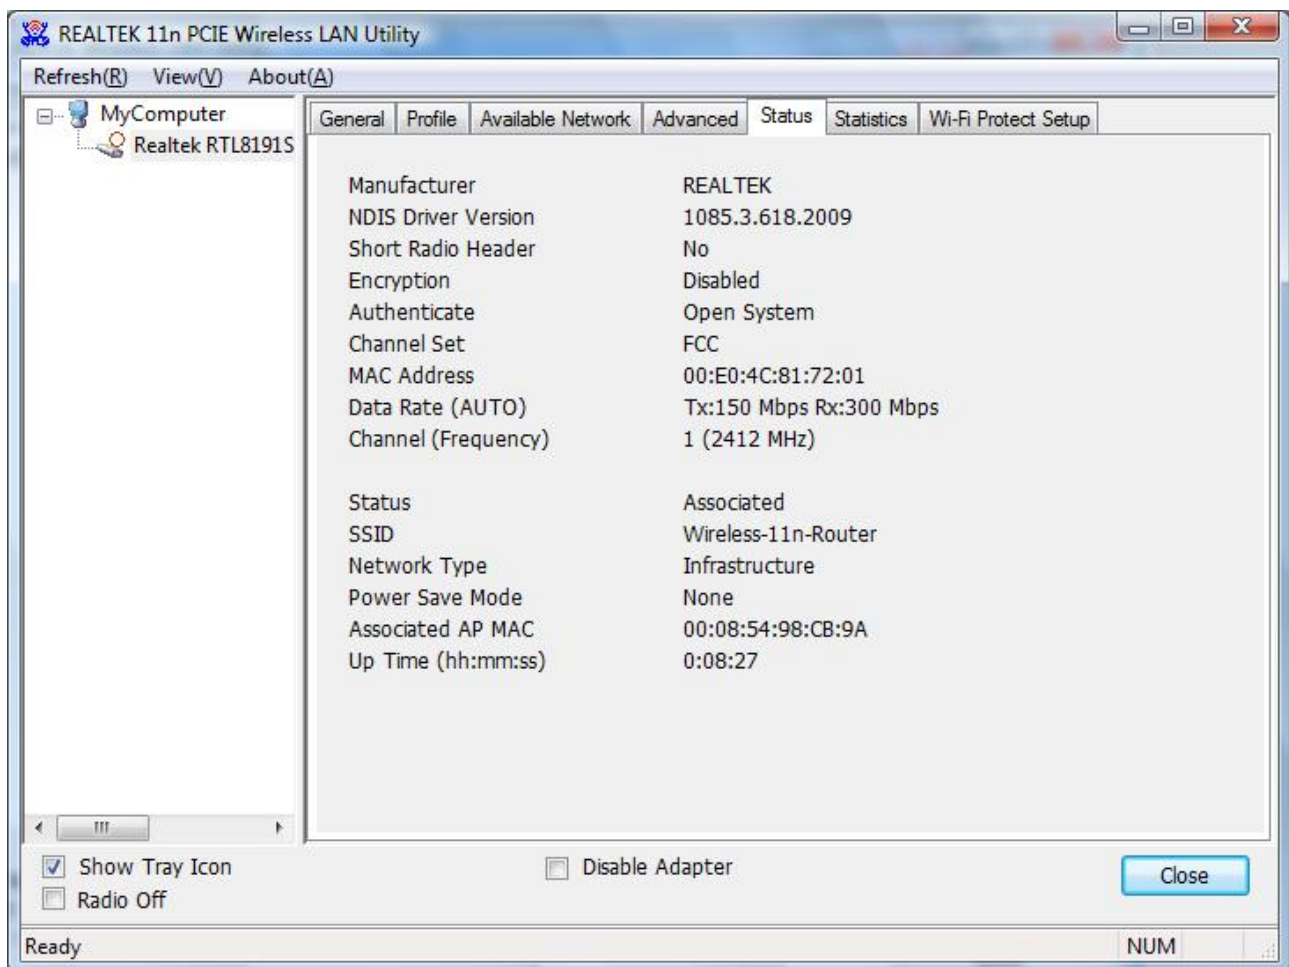 REALTEK 11n PCIE Wireless LAN Utility
Refresh(R) View(V) About(A)
MyComputer
Realtek RTL8191S
General Profile Available Network Advanced Status Statistics Wi-Fi Protect Setup
Manufacturer REALTEK
NDIS Driver Version 1085.3.618.2009
Short Radio Header No
Encryption Disabled
Authenticate Open System
Channel Set FCC
MAC Address 00:E0:4C:81:72:01
Data Rate (AUTO) Tx:150 Mbps Rx:300 Mbps
Channel (Frequency) 1 (2412 MHz)
Status Associated
SSID Wireless-11n-Router
Network Type Infrastructure
Power Save Mode None
Associated AP MAC 00:08:54:98:CB:9A
Up Time (hh:mm:ss) 0:08:27
Show Tray Icon Disable Adapter Close
Radio Off
Ready NUM